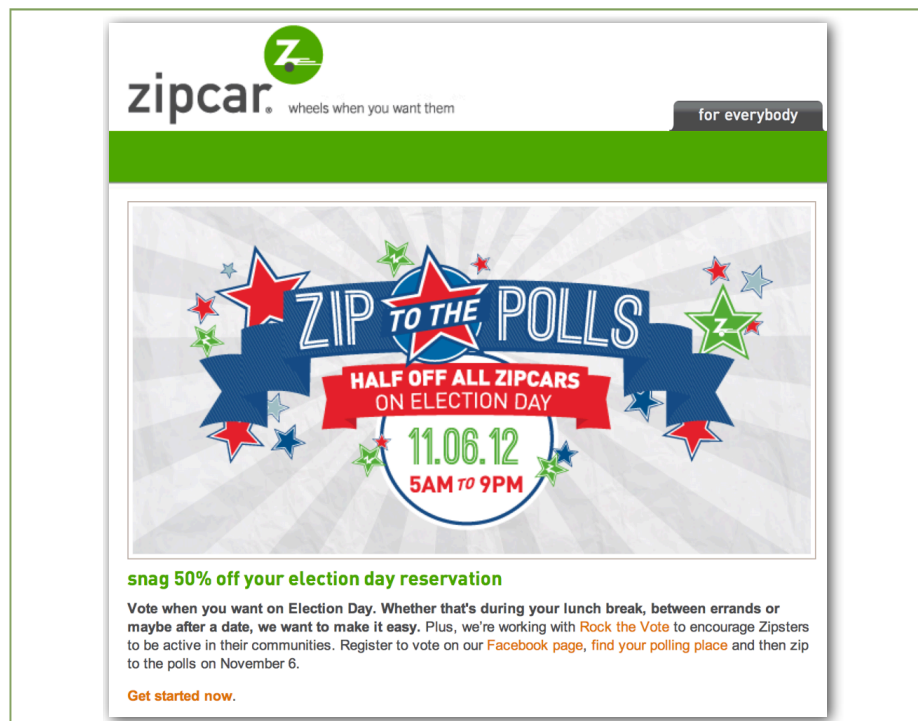 zipcar®
wheels when you want them
for everybody
ZIP TO THE POLLS
HALF OFF ALL ZIPCARS
ON ELECTION DAY
11.06.12
5AM TO 9PM
snag 50% off your election day reservation
Vote when you want on Election Day. Whether that's during your lunch break, between errands or
maybe after a date, we want to make it easy. Plus, we're working with Rock the Vote to encourage Zipsters
to be active in their communities. Register to vote on our Facebook page, find your polling place and then zip
to the polls on November 6.
Get started now.